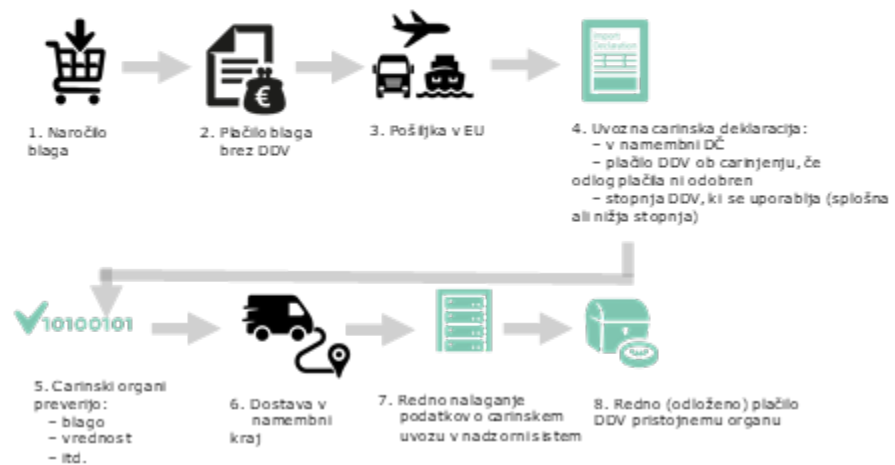 1. Naročilo
blaga
2. Plačilo blaga
brez DDV
3. Pošiljka v EU
Import
Declaration
4. Uvozna carinska deklaracija:
– v namembni DČ
– plačilo DDV ob carinjenju, če
odlog plačila ni odobren
– stopnja DDV, ki se uporablja (splošna
ali nižja stopnja)
10100101
5. Carinski organi
preverijo:
– blago
– vrednost
– itd.
6. Dostava v
namembni
kraj
7. Redno nalaganje
podatkov o carinskem
uvozu v nadzorni sistem
8. Redno (odloženo) plačilo
DDV pristojnemu organu